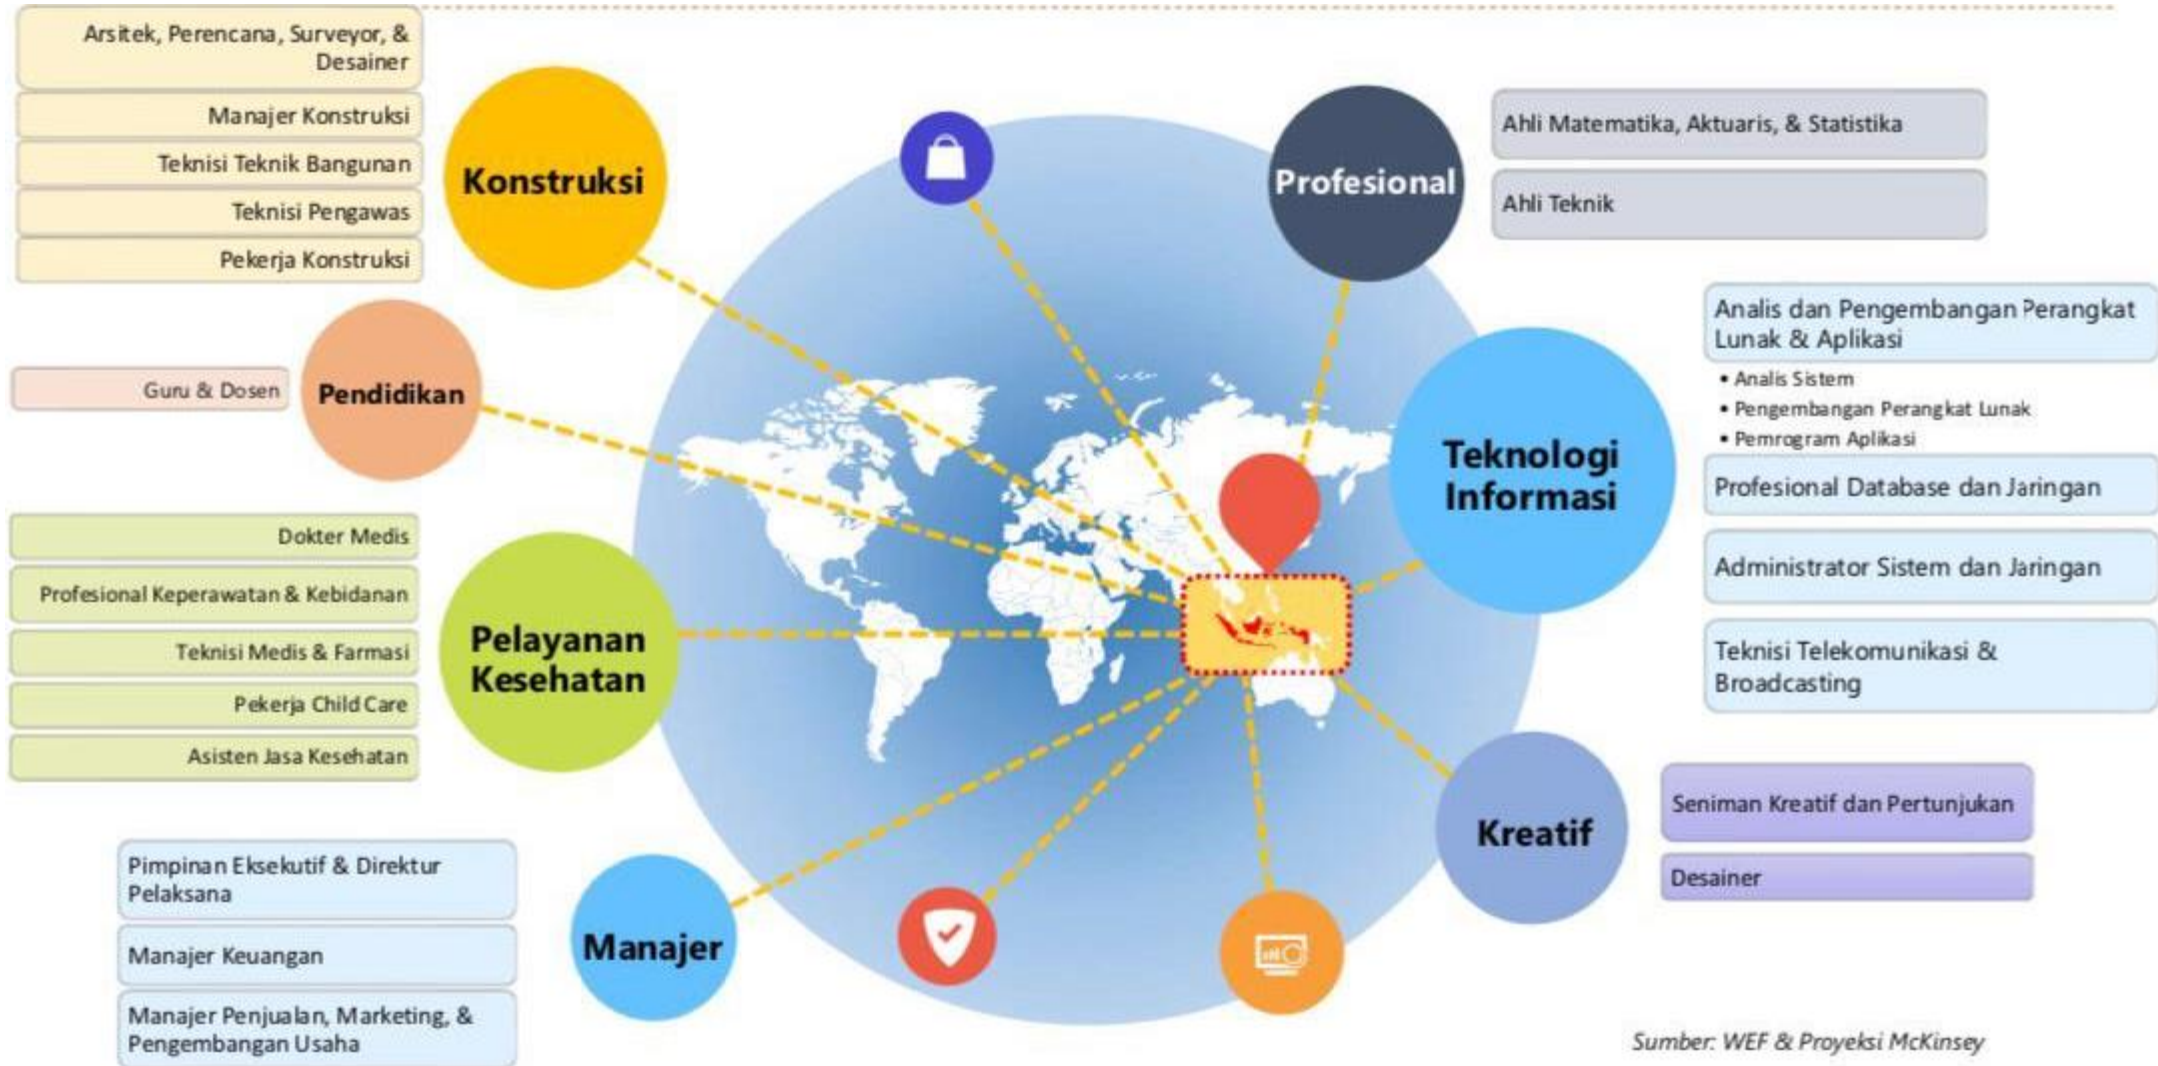 Arsitek, Perencana, Surveyor, &
Desainer
Manajer Konstruksi
Teknisi Teknik Bangunan
Teknisi Pengawas
Pekerja Konstruksi
Konstruksi
Guru & Dosen
Pendidikan
Dokter Medis
Profesional Keperawatan & Kebidanan
Teknisi Medis & Farmasi
Pekerja Child Care
Asisten Jasa Kesehatan
Pelayanan
Kesehatan
Pimpinan Eksekutif & Direktur
Pelaksana
Manajer Keuangan
Manajer Penjualan, Marketing, &
Pengembangan Usaha
Manajer
Profesional
Ahli Matematika, Aktuaris, & Statistika
Ahli Teknik
Teknologi
Informasi
Analis dan Pengembangan Perangkat
Lunak & Aplikasi
• Analis Sistem
• Pengembangan Perangkat Lunak
• Pemrogram Aplikasi
Profesional Database dan Jaringan
Administrator Sistem dan Jaringan
Teknisi Telekomunikasi &
Broadcasting
Kreatif
Seniman Kreatif dan Pertunjukan
Desainer
Sumber: WEF & Proyeksi McKinsey